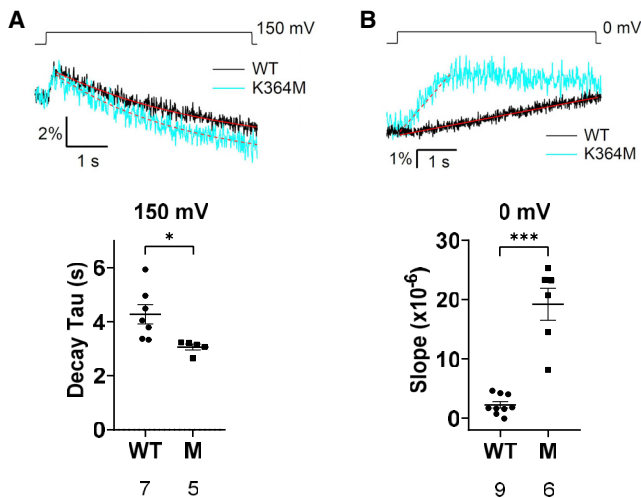 A
150 mV
WT
K364M
2%
1 s
150 mV
*
Decay Tau (s)
6
4
2
0
WT
M
7
5
B
0 mV
WT
K364M
1%
1 s
0 mV
***
Slope (x10⁻⁶)
30
20
10
0
WT
M
9
6